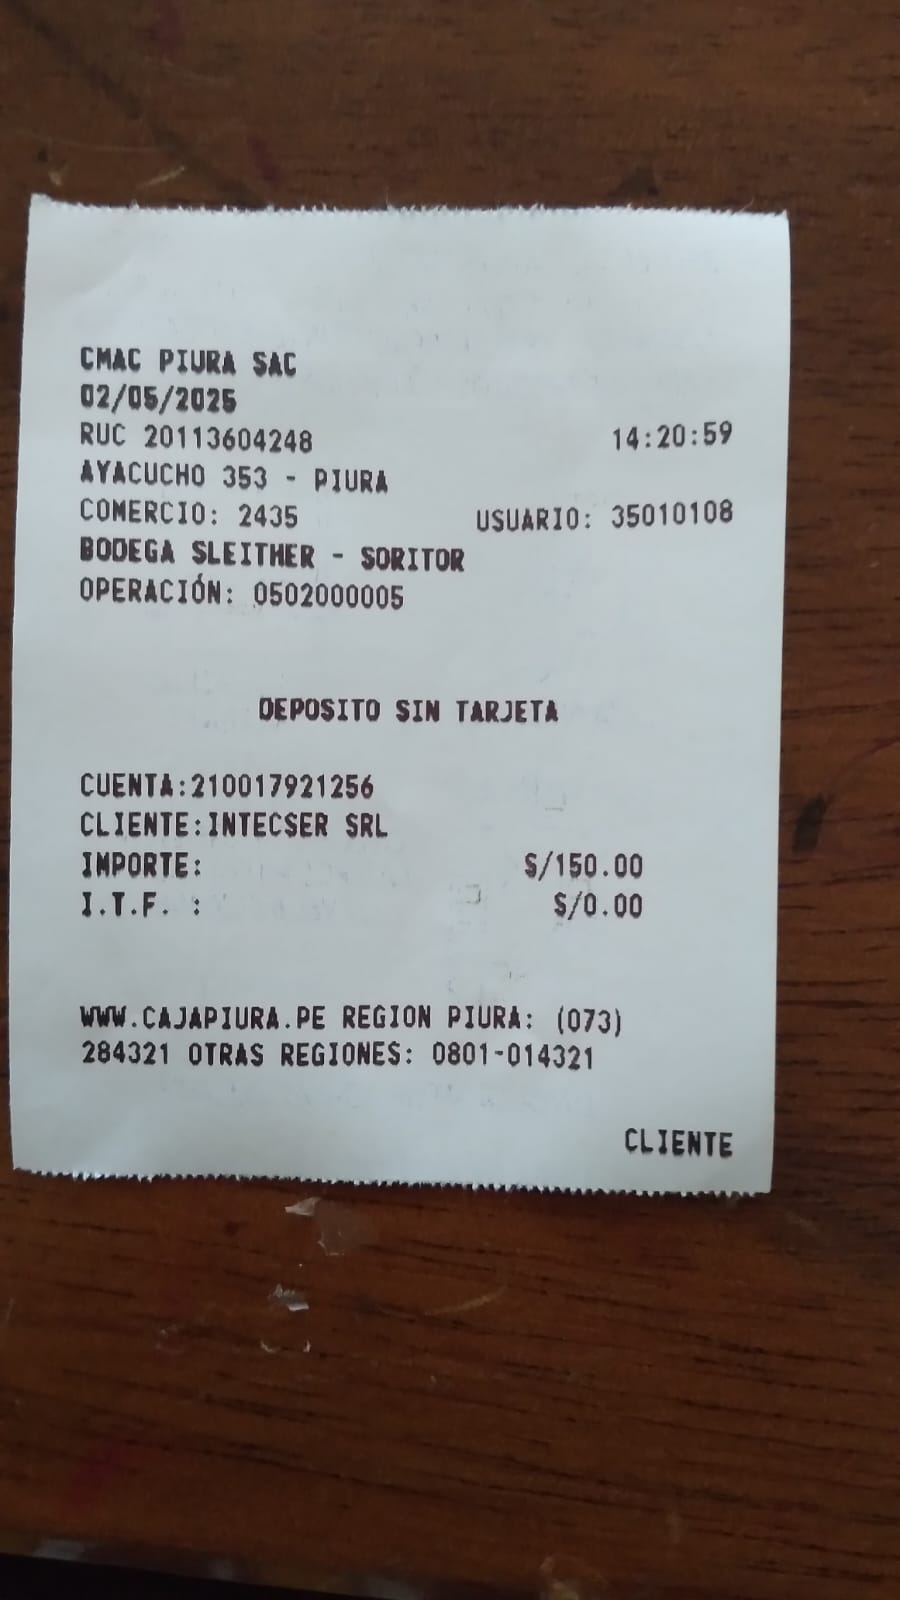 CMAC PIURA SAC
02/05/2025
RUC 20113604248 14:20:59
AYACUCHO 353 - PIURA
COMERCIO: 2435 USUARIO: 35010108
BODEGA SLEITHER - SORITOR
OPERACIÓN: 0502000005
DEPOSITO SIN TARJETA
CUENTA:210017921256
CLIENTE:INTECSER SRL
IMPORTE: S/150.00
I.T.F. : S/0.00
WWW.CAJAPIURA.PE REGION PIURA: (073)
284321 OTRAS REGIONES: 0801-014321
CLIENTE